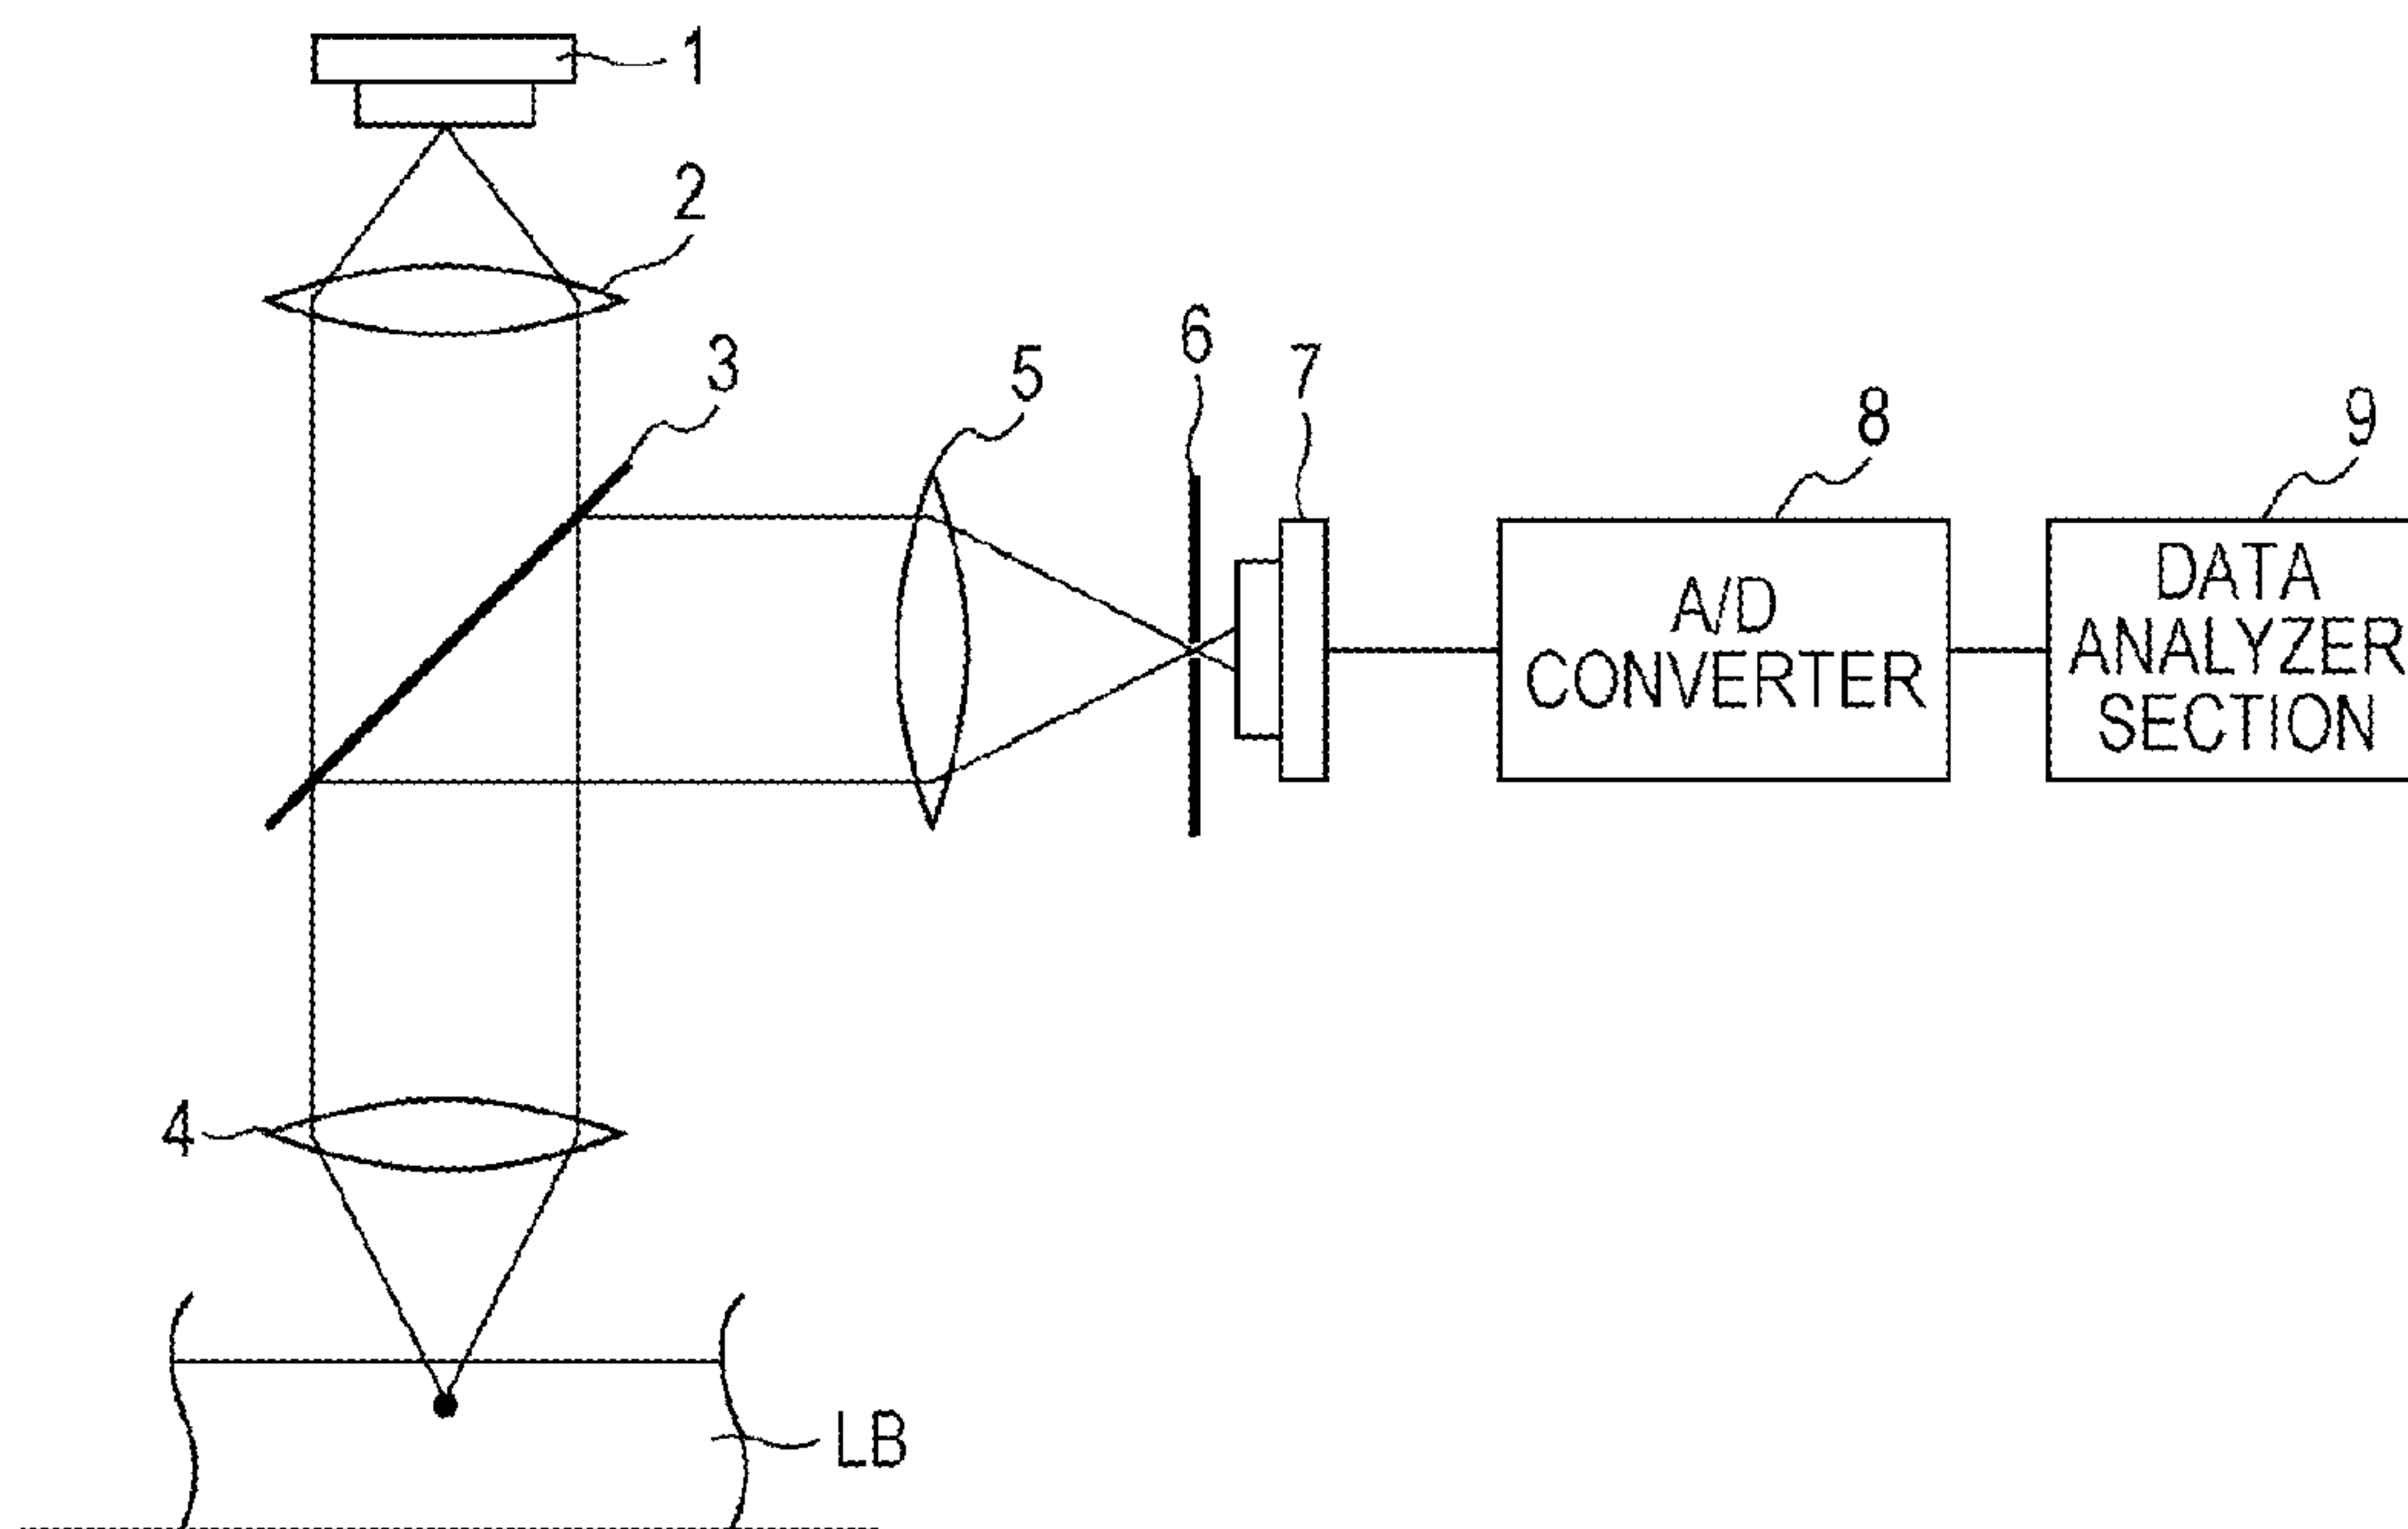 1
2
3
5
6
7
8
9
A/D
CONVERTER
DATA
ANALYZER
SECTION
4
LB